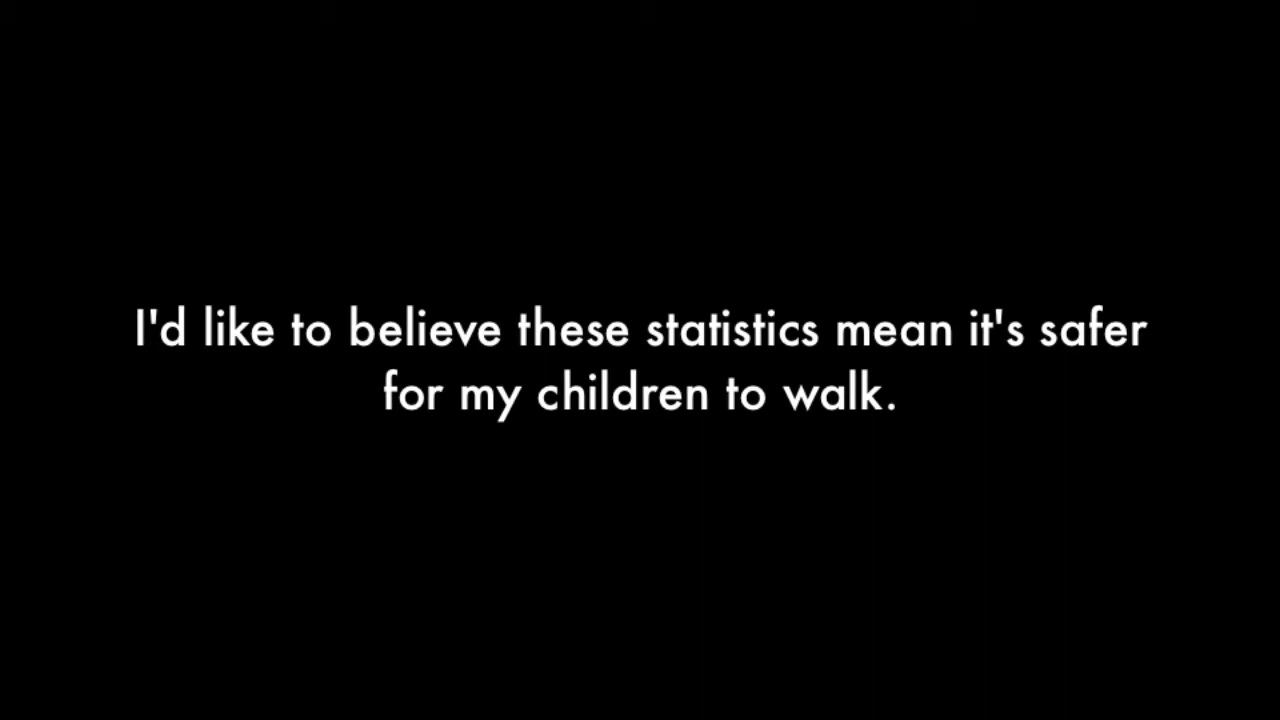 I'd like to believe these statistics mean it's safer
for my children to walk.